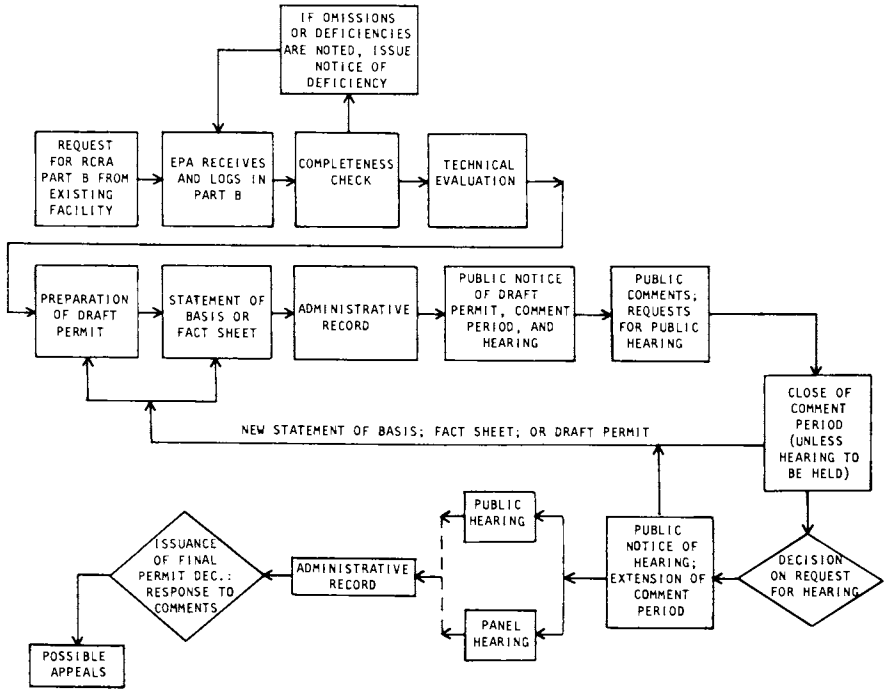 IF OMISSIONS
OR DEFICIENCIES
ARE NOTED, ISSUE
NOTICE OF
DEFICIENCY
REQUEST
FOR RCRA
PART B FROM
EXISTING
FACILITY
EPA RECEIVES
AND LOGS IN
PART B
COMPLETENESS
CHECK
TECHNICAL
EVALUATION
PREPARATION
OF DRAFT
PERMIT
STATEMENT OF
BASIS OR
FACT SHEET
ADMINISTRATIVE
RECORD
PUBLIC NOTICE
OF DRAFT
PERMIT, COMMENT
PERIOD, AND
HEARING
PUBLIC
COMMENTS;
REQUESTS
FOR PUBLIC
HEARING
CLOSE OF
COMMENT
PERIOD
(UNLESS
HEARING TO
BE HELD)
NEW STATEMENT OF BASIS; FACT SHEET; OR DRAFT PERMIT
DECISION
ON REQUEST
FOR HEARING
PUBLIC
NOTICE OF
HEARING;
EXTENSION OF
COMMENT
PERIOD
PUBLIC
HEARING
PANEL
HEARING
ADMINISTRATIVE
RECORD
ISSUANCE
OF FINAL
PERMIT DEC.:
RESPONSE TO
COMMENTS
POSSIBLE
APPEALS